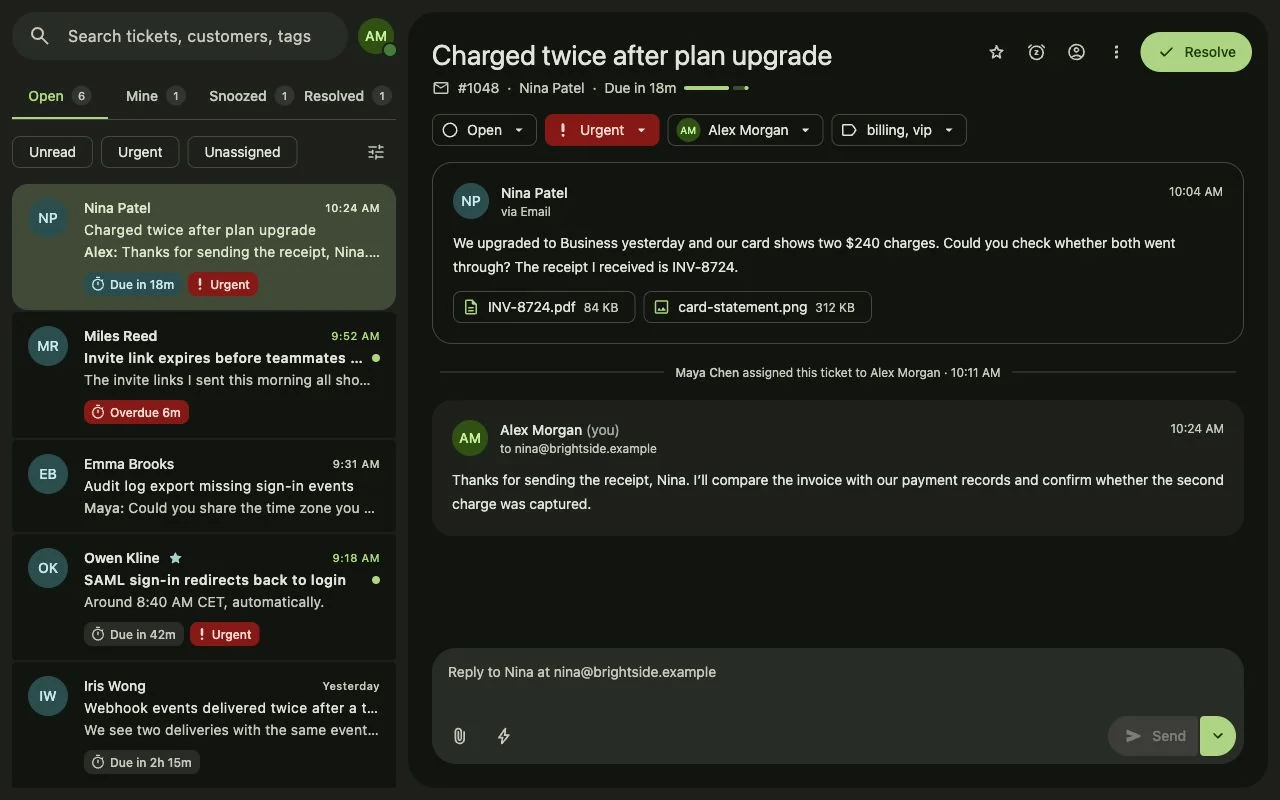 Search tickets, customers, tags
AM
Open 6
Mine 1
Snoozed 1
Resolved 1
Unread
Urgent
Unassigned
NP
Nina Patel
10:24 AM
Charged twice after plan upgrade
Alex: Thanks for sending the receipt, Nina....
Due in 18m
Urgent
MR
Miles Reed
9:52 AM
Invite link expires before teammates ...
The invite links I sent this morning all sho...
Overdue 6m
EB
Emma Brooks
9:31 AM
Audit log export missing sign-in events
Maya: Could you share the time zone you ...
OK
Owen Kline
9:18 AM
SAML sign-in redirects back to login
Around 8:40 AM CET, automatically.
Due in 42m
Urgent
IW
Iris Wong
Yesterday
Webhook events delivered twice after a t...
We see two deliveries with the same event...
Due in 2h 15m
Charged twice after plan upgrade
Resolve
#1048 · Nina Patel · Due in 18m
Open
Urgent
AM Alex Morgan
billing, vip
NP
Nina Patel
10:04 AM
via Email
We upgraded to Business yesterday and our card shows two $240 charges. Could you check whether both went
through? The receipt I received is INV-8724.
INV-8724.pdf 84 KB
card-statement.png 312 KB
Maya Chen assigned this ticket to Alex Morgan · 10:11 AM
AM
Alex Morgan (you)
10:24 AM
to nina@brightside.example
Thanks for sending the receipt, Nina. I’ll compare the invoice with our payment records and confirm whether the second
charge was captured.
Reply to Nina at nina@brightside.example
Send